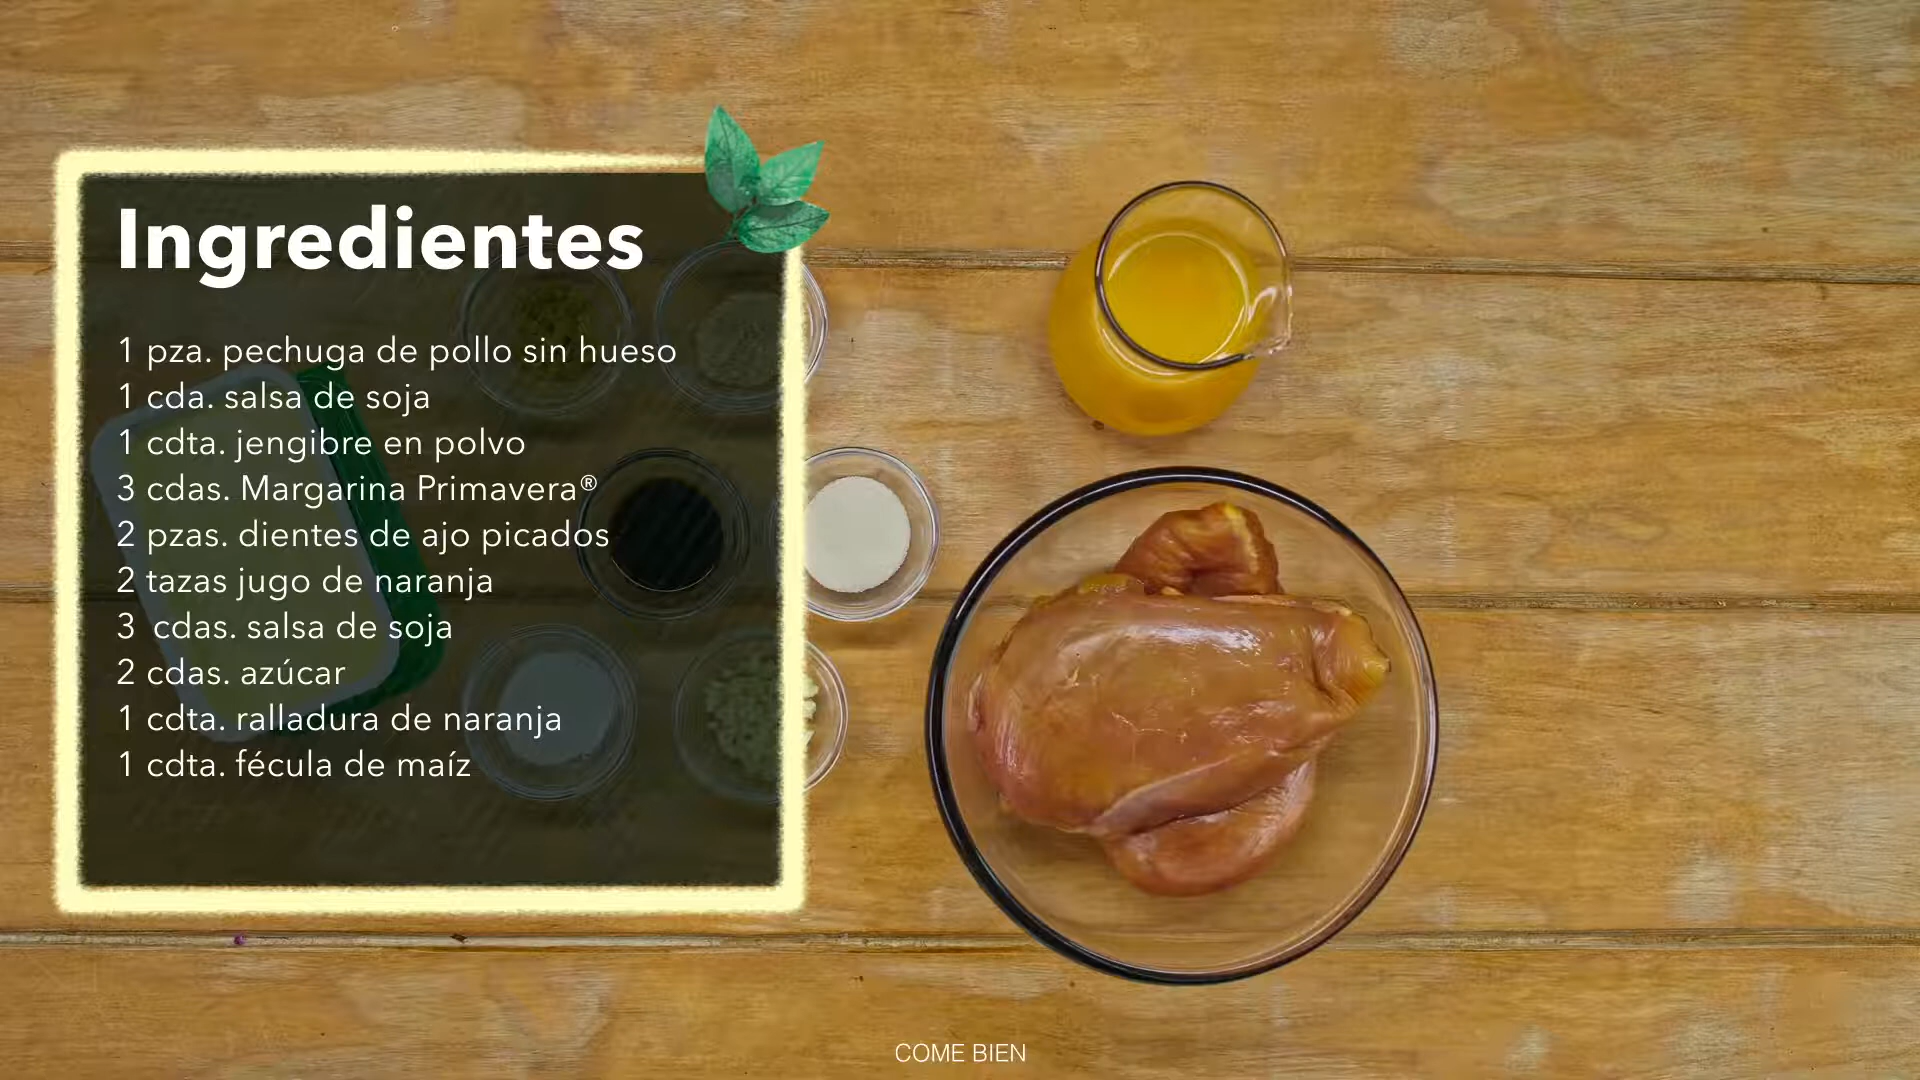 Ingredientes
1 pza. pechuga de pollo sin hueso
1 cda. salsa de soja
1 cdta. jengibre en polvo
3 cdas. Margarina Primavera®
2 pzas. dientes de ajo picados
2 tazas jugo de naranja
3 cdas. salsa de soja
2 cdas. azúcar
1 cdta. ralladura de naranja
1 cdta. fécula de maíz
COME BIEN